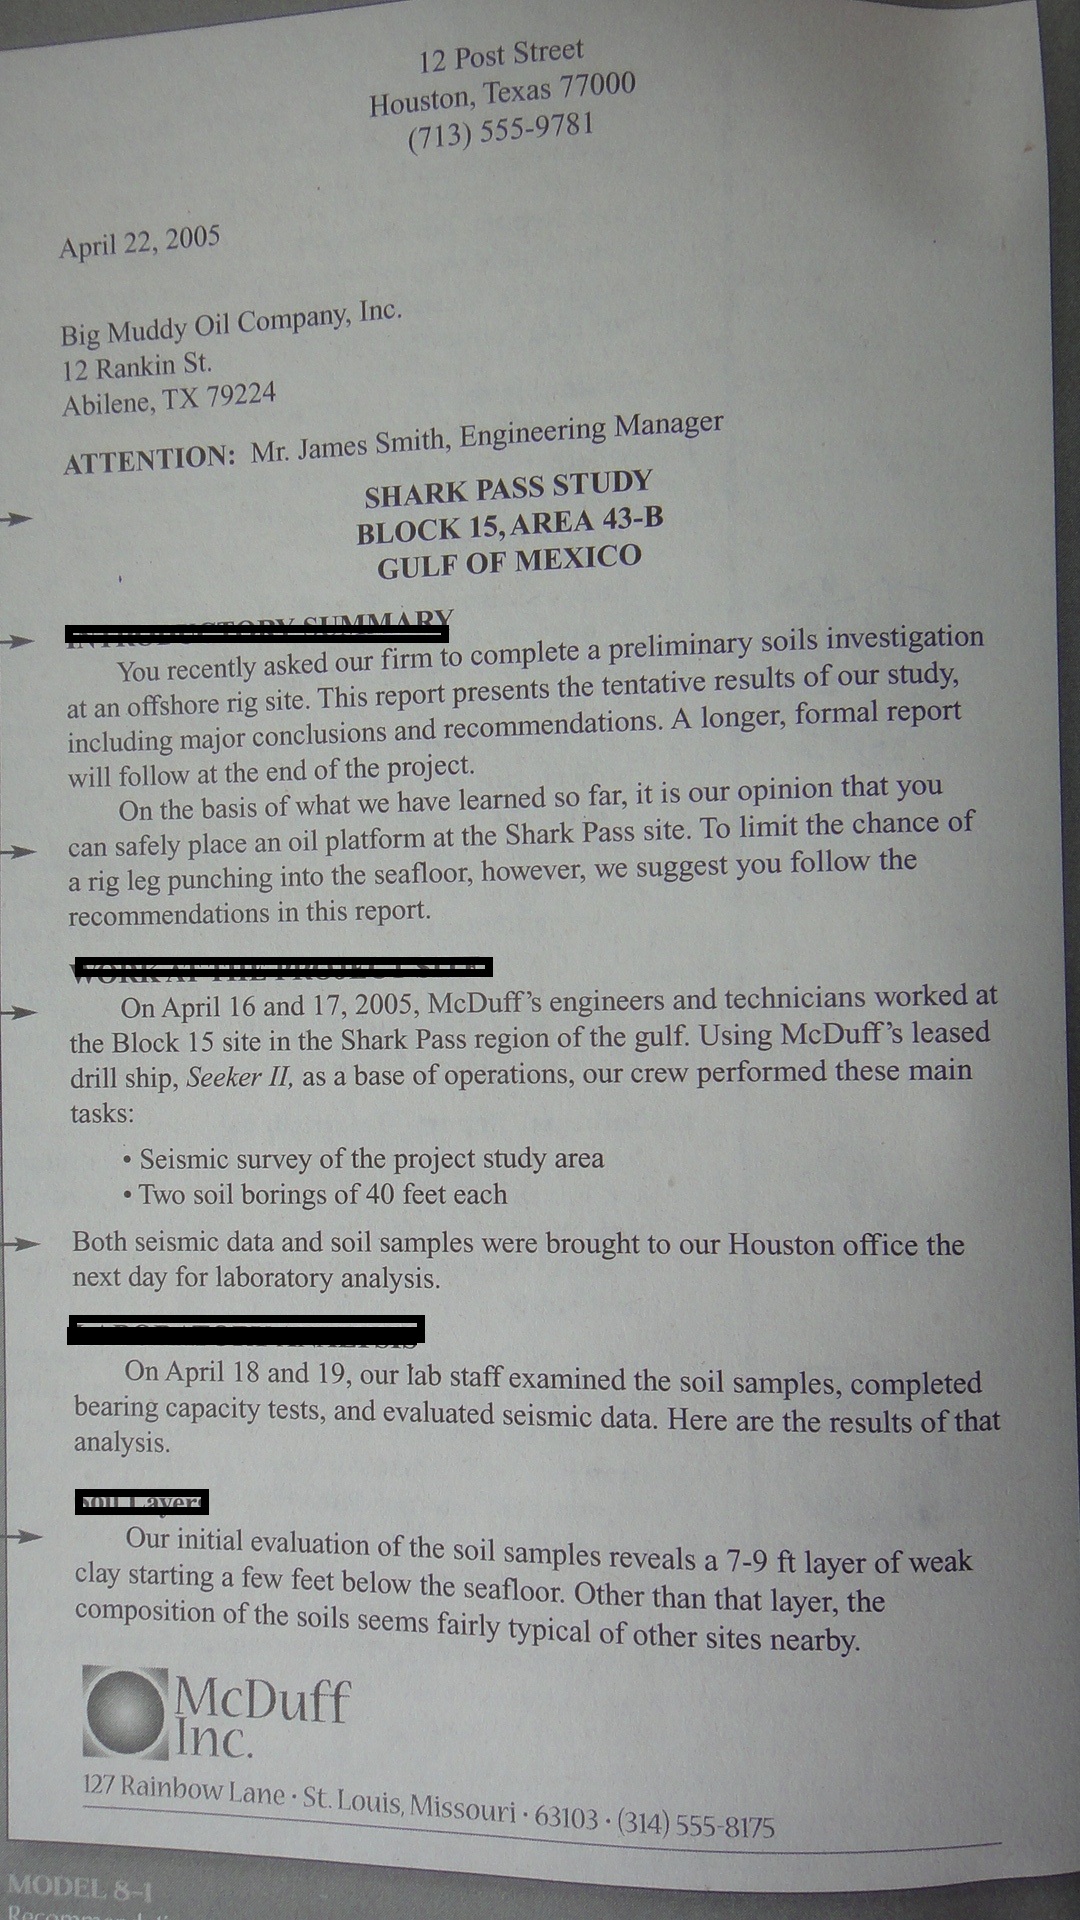 12 Post Street
Houston, Texas 77000
(713) 555-9781
April 22, 2005
Big Muddy Oil Company, Inc.
12 Rankin St.
Abilene, TX 79224
ATTENTION: Mr. James Smith, Engineering Manager
SHARK PASS STUDY
BLOCK 15, AREA 43-B
GULF OF MEXICO
INTRODUCTORY SUMMARY
You recently asked our firm to complete a preliminary soils investigation
at an offshore rig site. This report presents the tentative results of our study,
including major conclusions and recommendations. A longer, formal report
will follow at the end of the project.
On the basis of what we have learned so far, it is our opinion that you
can safely place an oil platform at the Shark Pass site. To limit the chance of
a rig leg punching into the seafloor, however, we suggest you follow the
recommendations in this report.
WORK AT THE PROJECT SITE
On April 16 and 17, 2005, McDuff's engineers and technicians worked at
the Block 15 site in the Shark Pass region of the gulf. Using McDuff's leased
drill ship, Seeker II, as a base of operations, our crew performed these main
tasks:
• Seismic survey of the project study area
• Two soil borings of 40 feet each
Both seismic data and soil samples were brought to our Houston office the
next day for laboratory analysis.
LABORATORY ANALYSIS
On April 18 and 19, our lab staff examined the soil samples, completed
bearing capacity tests, and evaluated seismic data. Here are the results of that
analysis.
Soil Layers
Our initial evaluation of the soil samples reveals a 7-9 ft layer of weak
clay starting a few feet below the seafloor. Other than that layer, the
composition of the soils seems fairly typical of other sites nearby.
McDuff
Inc.
127 Rainbow Lane · St. Louis, Missouri · 63103 · (314) 555-8175
MODEL 8-1